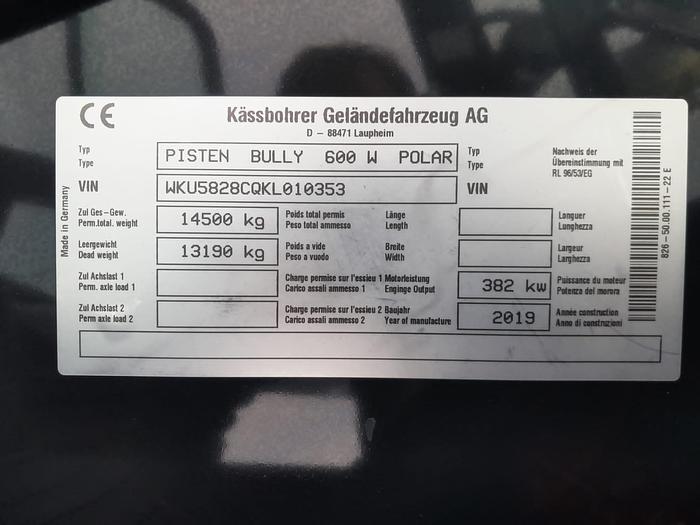 CE Kässbohrer Geländefahrzeug AG
D – 88471 Laupheim
Typ
Type
PISTEN BULLY 600 W POLAR
Typ
Type
Nachweis der
Übereinstimmung mit
RL 96/53/EG
VIN WKU5828CQKL010353 VIN
Zul Ges-Gew.
Perm.total. weight
14500 kg
Poids total permis
Peso total ammesso
Länge
Length
Longuer
Lunghezza
Leergewicht
Dead weight
13190 kg
Poids a vide
Peso a vuodo
Breite
Width
Largeur
Larghezza
Zul Achslast 1
Perm. axle load 1
Charge permise sur l'essieu 1
Carico assali ammesso 1
Motorleistung
Enginge Output
382 kw
Puissance du moteur
Potenza del morora
Zul Achslast 2
Perm axle load 2
Charge permise sur l'essieu 2
Carico assali ammesso 2
Baujahr
Year of manufacture
2019
Année construction
Anno di construzioni
Made in Germany
826-50.00.111-22 E